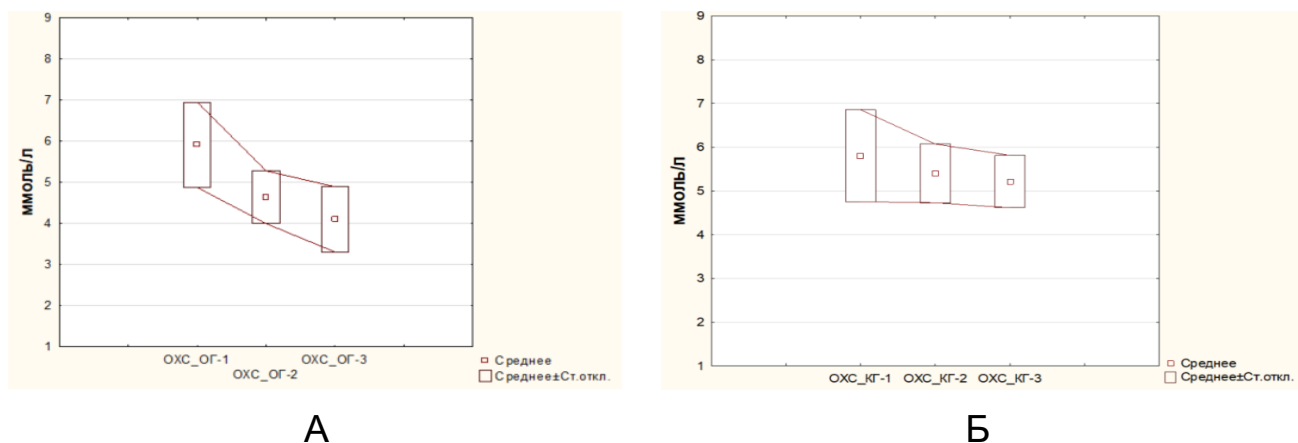 9
8
7
6
5
4
3
2
1
ммоль/л
ОХС_ОГ-1
ОХС_ОГ-3
ОХС_ОГ-2
Среднее
Среднее±Ст.откл.
А
9
8
7
6
5
4
3
2
1
ммоль/л
ОХС_КГ-1 ОХС_КГ-2 ОХС_КГ-3
Среднее
Среднее±Ст.откл.
Б